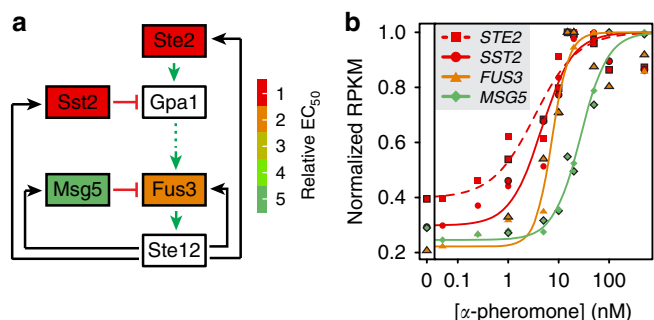 a
Ste2
Sst2
Gpa1
Msg5
Fus3
Ste12
1
2
3
4
5
Relative EC50
b
Normalized RPKM
1.0
0.8
0.6
0.4
0.2
STE2
SST2
FUS3
MSG5
0 0.1 1 10 100
[α-pheromone] (nM)